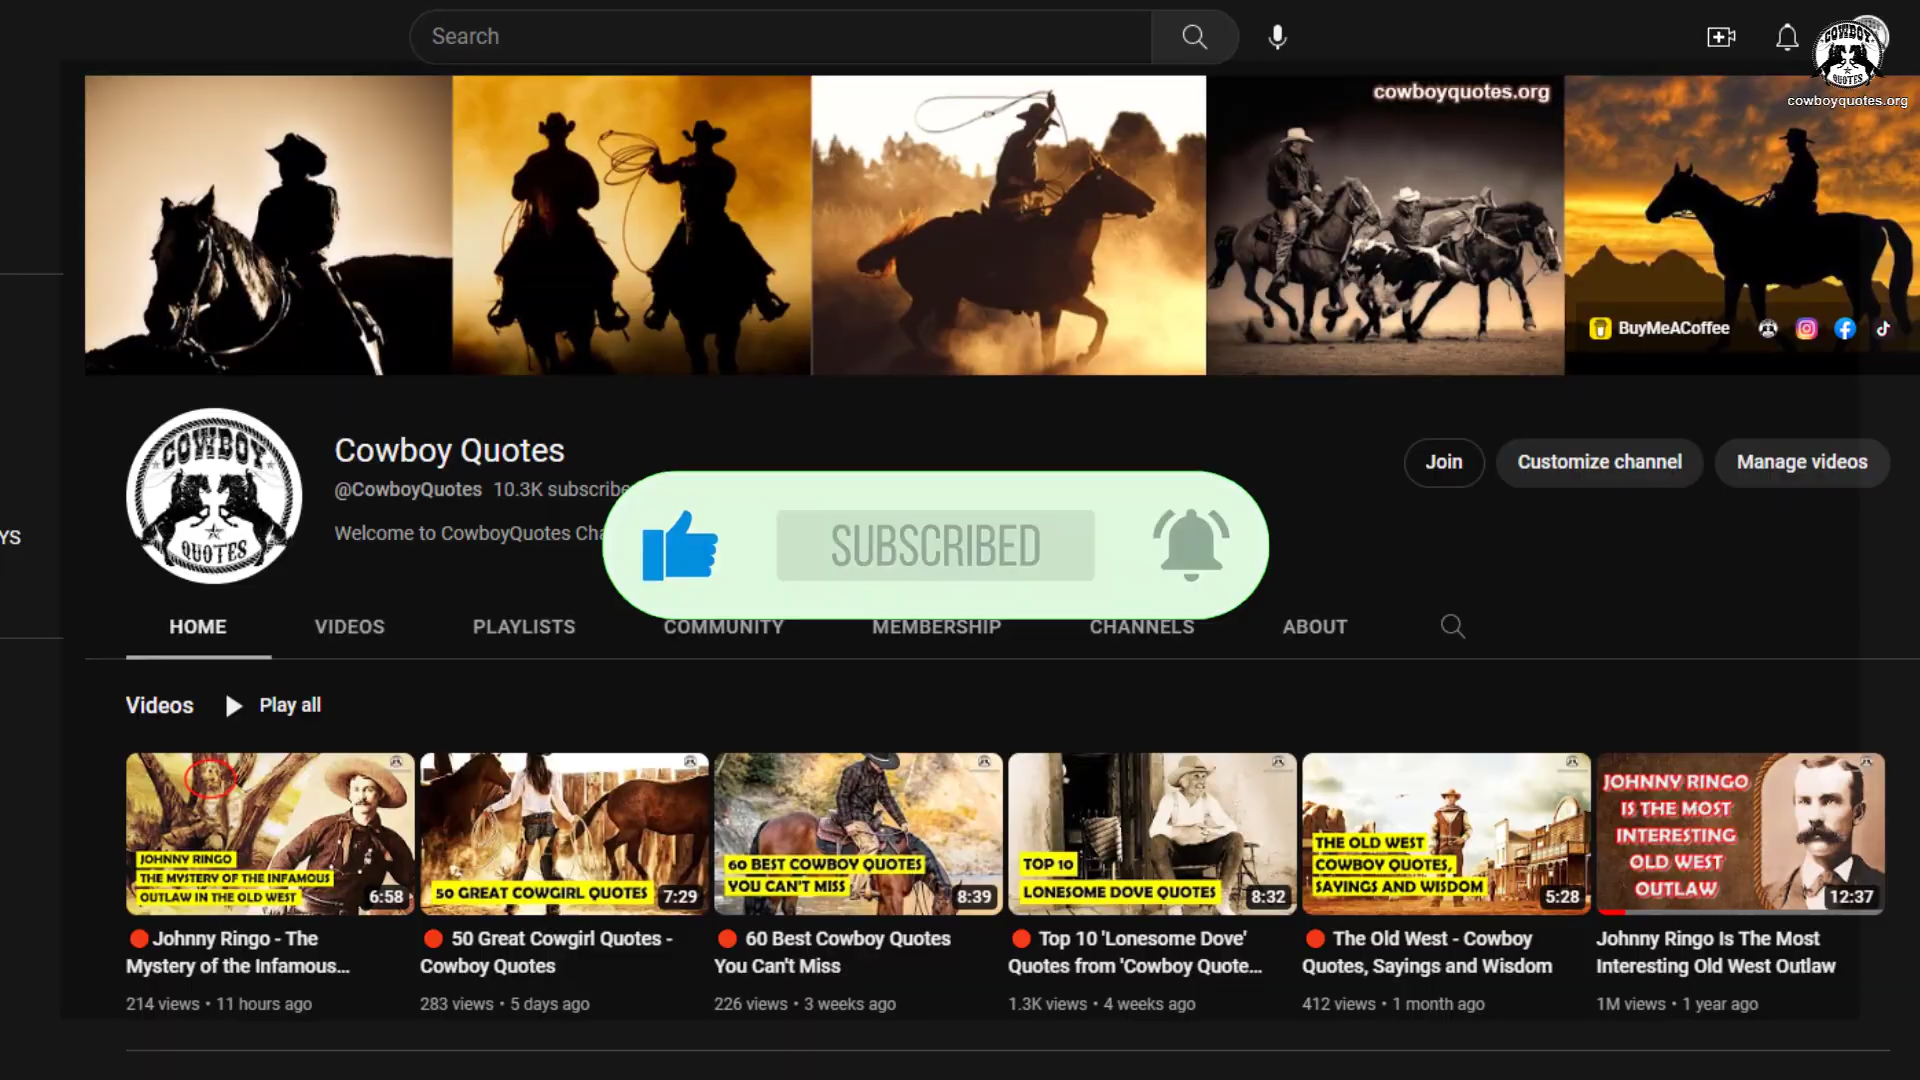 Search
COWBOY
QUOTES
cowboyquotes.org
cowboyquotes.org
BuyMeACoffee
COWBOY
QUOTES
Cowboy Quotes
@CowboyQuotes 10.3K subscribe
Welcome to CowboyQuotes Cha
Join
Customize channel
Manage videos
YS
SUBSCRIBED
HOME
VIDEOS
PLAYLISTS
COMMUNITY
MEMBERSHIP
CHANNELS
ABOUT
Videos
Play all
JOHNNY RINGO
THE MYSTERY OF THE INFAMOUS
OUTLAW IN THE OLD WEST
6:58
50 GREAT COWGIRL QUOTES
7:29
60 BEST COWBOY QUOTES
YOU CAN'T MISS
8:39
TOP 10
LONESOME DOVE QUOTES
8:32
THE OLD WEST
COWBOY QUOTES,
SAYINGS AND WISDOM
5:28
JOHNNY RINGO
IS THE MOST
INTERESTING
OLD WEST
OUTLAW
12:37
Johnny Ringo - The
Mystery of the Infamous...
214 views • 11 hours ago
50 Great Cowgirl Quotes -
Cowboy Quotes
283 views • 5 days ago
60 Best Cowboy Quotes
You Can't Miss
226 views • 3 weeks ago
Top 10 'Lonesome Dove'
Quotes from 'Cowboy Quote...
1.3K views • 4 weeks ago
The Old West - Cowboy
Quotes, Sayings and Wisdom
412 views • 1 month ago
Johnny Ringo Is The Most
Interesting Old West Outlaw
1M views • 1 year ago